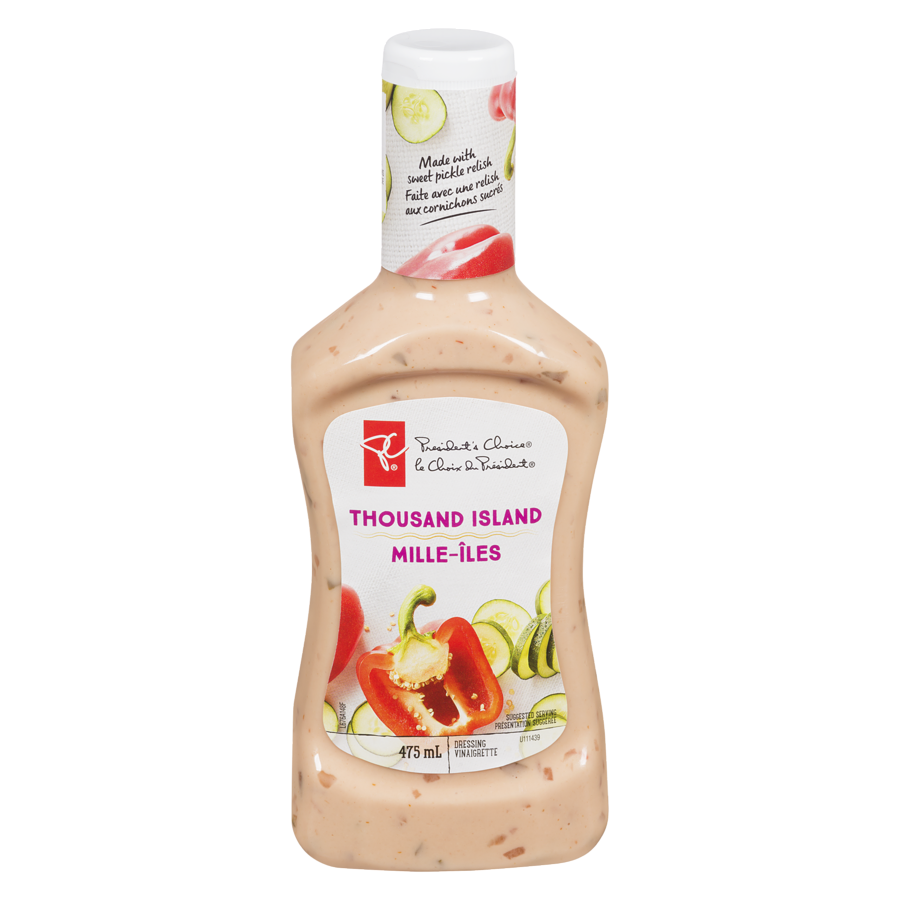 Made with
sweet pickle relish
Faite avec une relish
aux cornichons sucrés
PC®
President's Choice®
le Choix du Président®
THOUSAND ISLAND
MILLE-ÎLES
SUGGESTED SERVING
PRÉSENTATION SUGGÉRÉE
U111439
475 mL
DRESSING
VINAIGRETTE